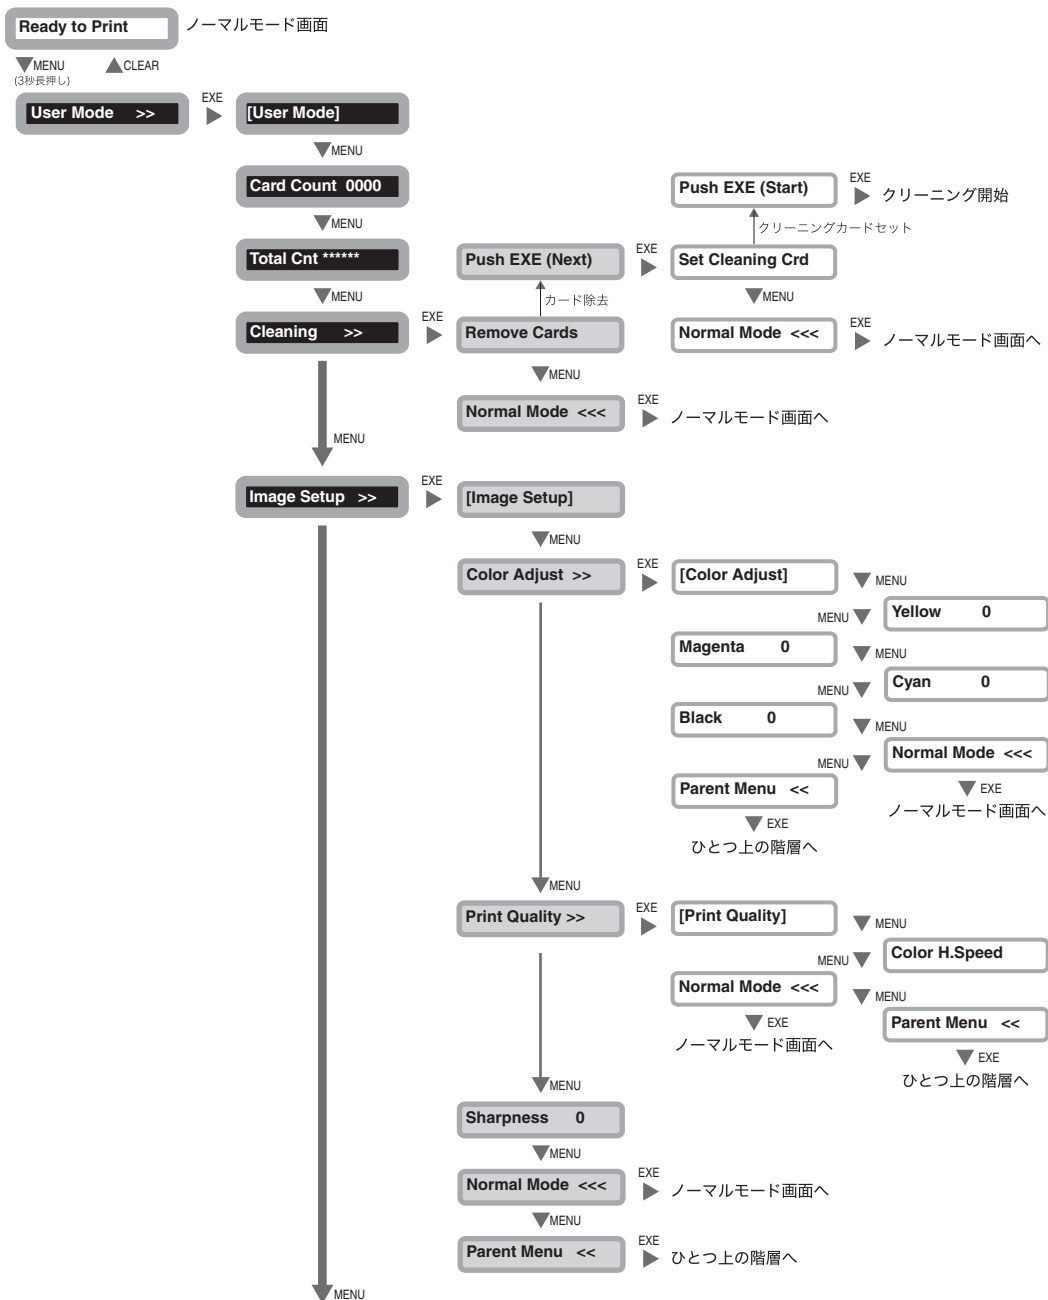 Ready to Print ノーマルモード画面
▼MENU ▲CLEAR
(3秒長押し)
User Mode >> EXE ▶ [User Mode]
▼MENU
Card Count 0000
▼MENU
Total Cnt ******
▼MENU
Cleaning >> EXE ▶ Remove Cards
カード除去
Push EXE (Next) EXE ▶ Set Cleaning Crd
クリーニングカードセット
Push EXE (Start) EXE ▶ クリーニング開始
▼MENU
Normal Mode <<< EXE ▶ ノーマルモード画面へ
▼MENU
Normal Mode <<< EXE ▶ ノーマルモード画面へ
MENU
Image Setup >> EXE ▶ [Image Setup]
▼MENU
Color Adjust >> EXE ▶ [Color Adjust] ▼MENU
MENU▼ Yellow 0
Magenta 0 ▼MENU
MENU▼ Cyan 0
Black 0 ▼MENU
MENU▼ Normal Mode <<<
▼EXE
ノーマルモード画面へ
Parent Menu <<
▼EXE
ひとつ上の階層へ
▼MENU
Print Quality >> EXE ▶ [Print Quality] ▼MENU
MENU▼ Color H.Speed
Normal Mode <<< ▼MENU
▼EXE
ノーマルモード画面へ
Parent Menu <<
▼EXE
ひとつ上の階層へ
▼MENU
Sharpness 0
▼MENU
Normal Mode <<< EXE ▶ ノーマルモード画面へ
▼MENU
Parent Menu << EXE ▶ ひとつ上の階層へ
▼MENU